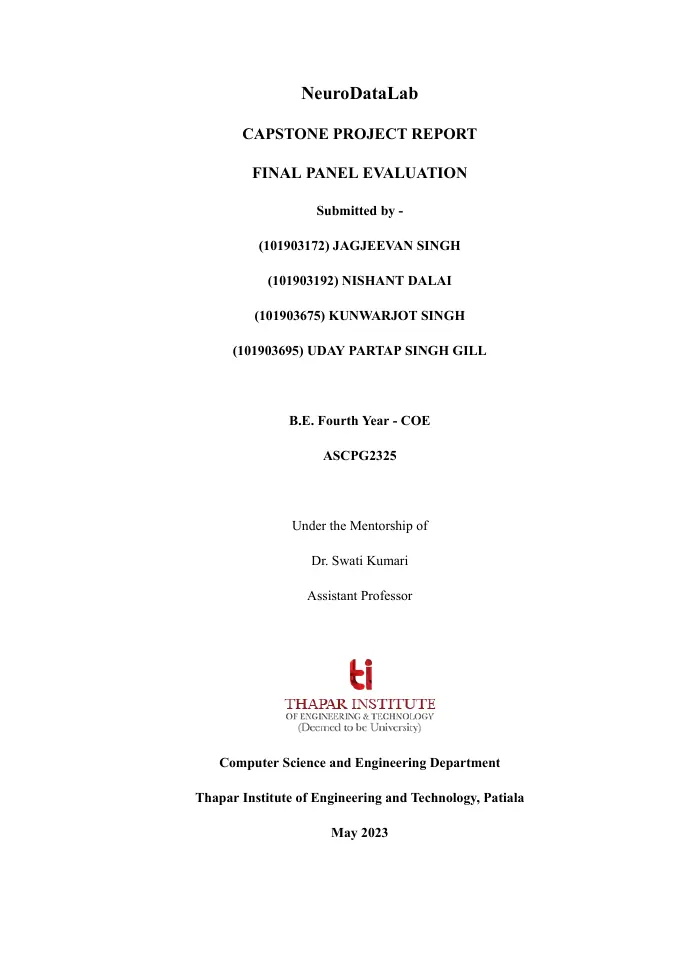 NeuroDataLab
CAPSTONE PROJECT REPORT
FINAL PANEL EVALUATION
Submitted by -
(101903172) JAGJEEVAN SINGH
(101903192) NISHANT DALAI
(101903675) KUNWARJOT SINGH
(101903695) UDAY PARTAP SINGH GILL
B.E. Fourth Year - COE
ASCPG2325
Under the Mentorship of
Dr. Swati Kumari
Assistant Professor
ti
THAPAR INSTITUTE
OF ENGINEERING & TECHNOLOGY
(Deemed to be University)
Computer Science and Engineering Department
Thapar Institute of Engineering and Technology, Patiala
May 2023